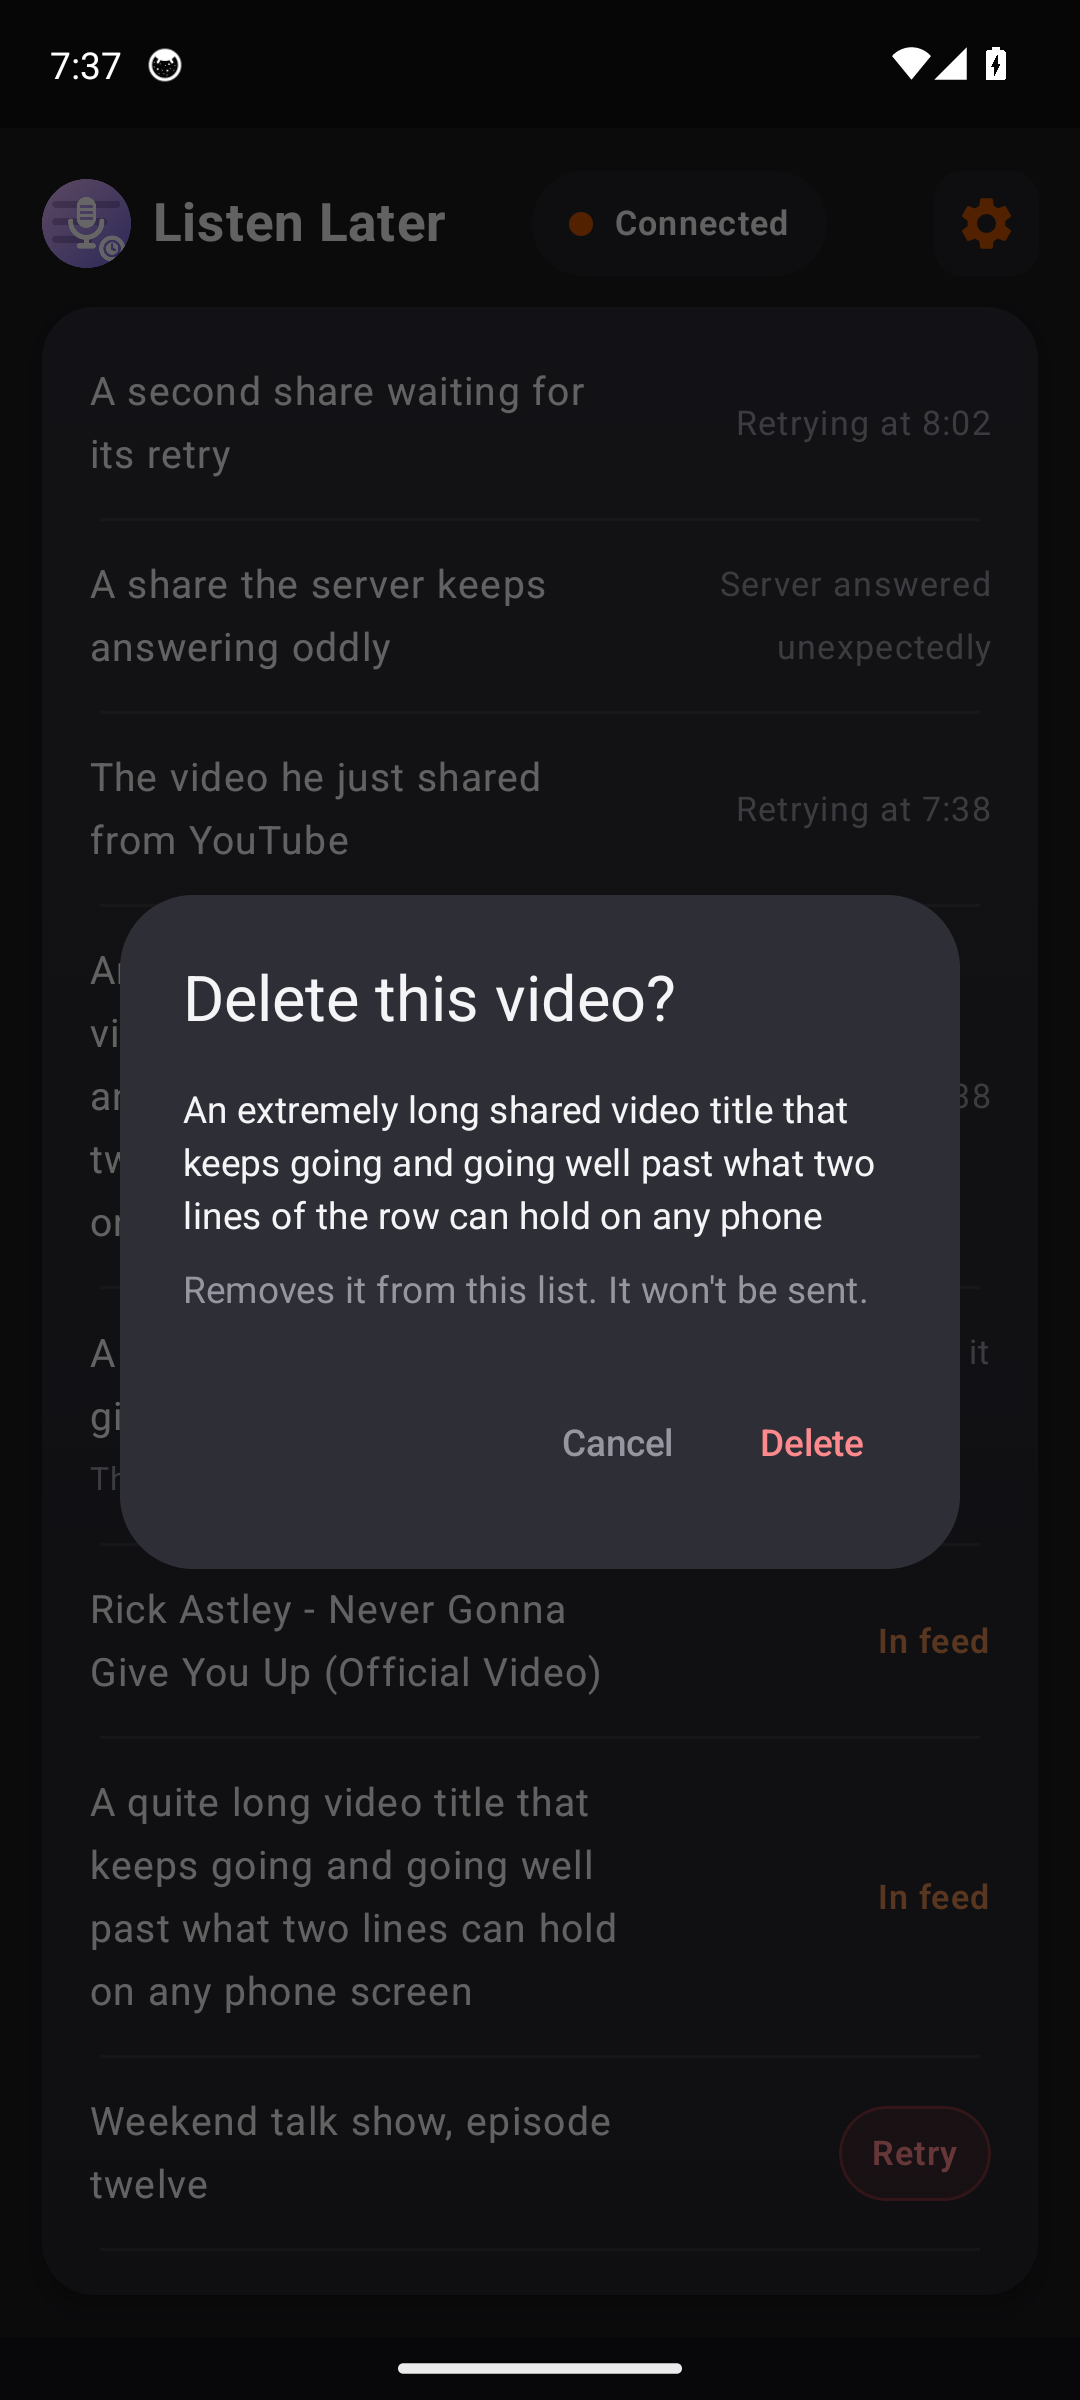 7:37
Listen Later
Connected
A second share waiting for
its retry
Retrying at 8:02
A share the server keeps
answering oddly
Server answered
unexpectedly
The video he just shared
from YouTube
Retrying at 7:38
Delete this video?
An extremely long shared video title that
keeps going and going well past what two
lines of the row can hold on any phone
Removes it from this list. It won't be sent.
Cancel
Delete
A
it
Rick Astley - Never Gonna
Give You Up (Official Video)
In feed
A quite long video title that
keeps going and going well
past what two lines can hold
on any phone screen
In feed
Weekend talk show, episode
twelve
Retry